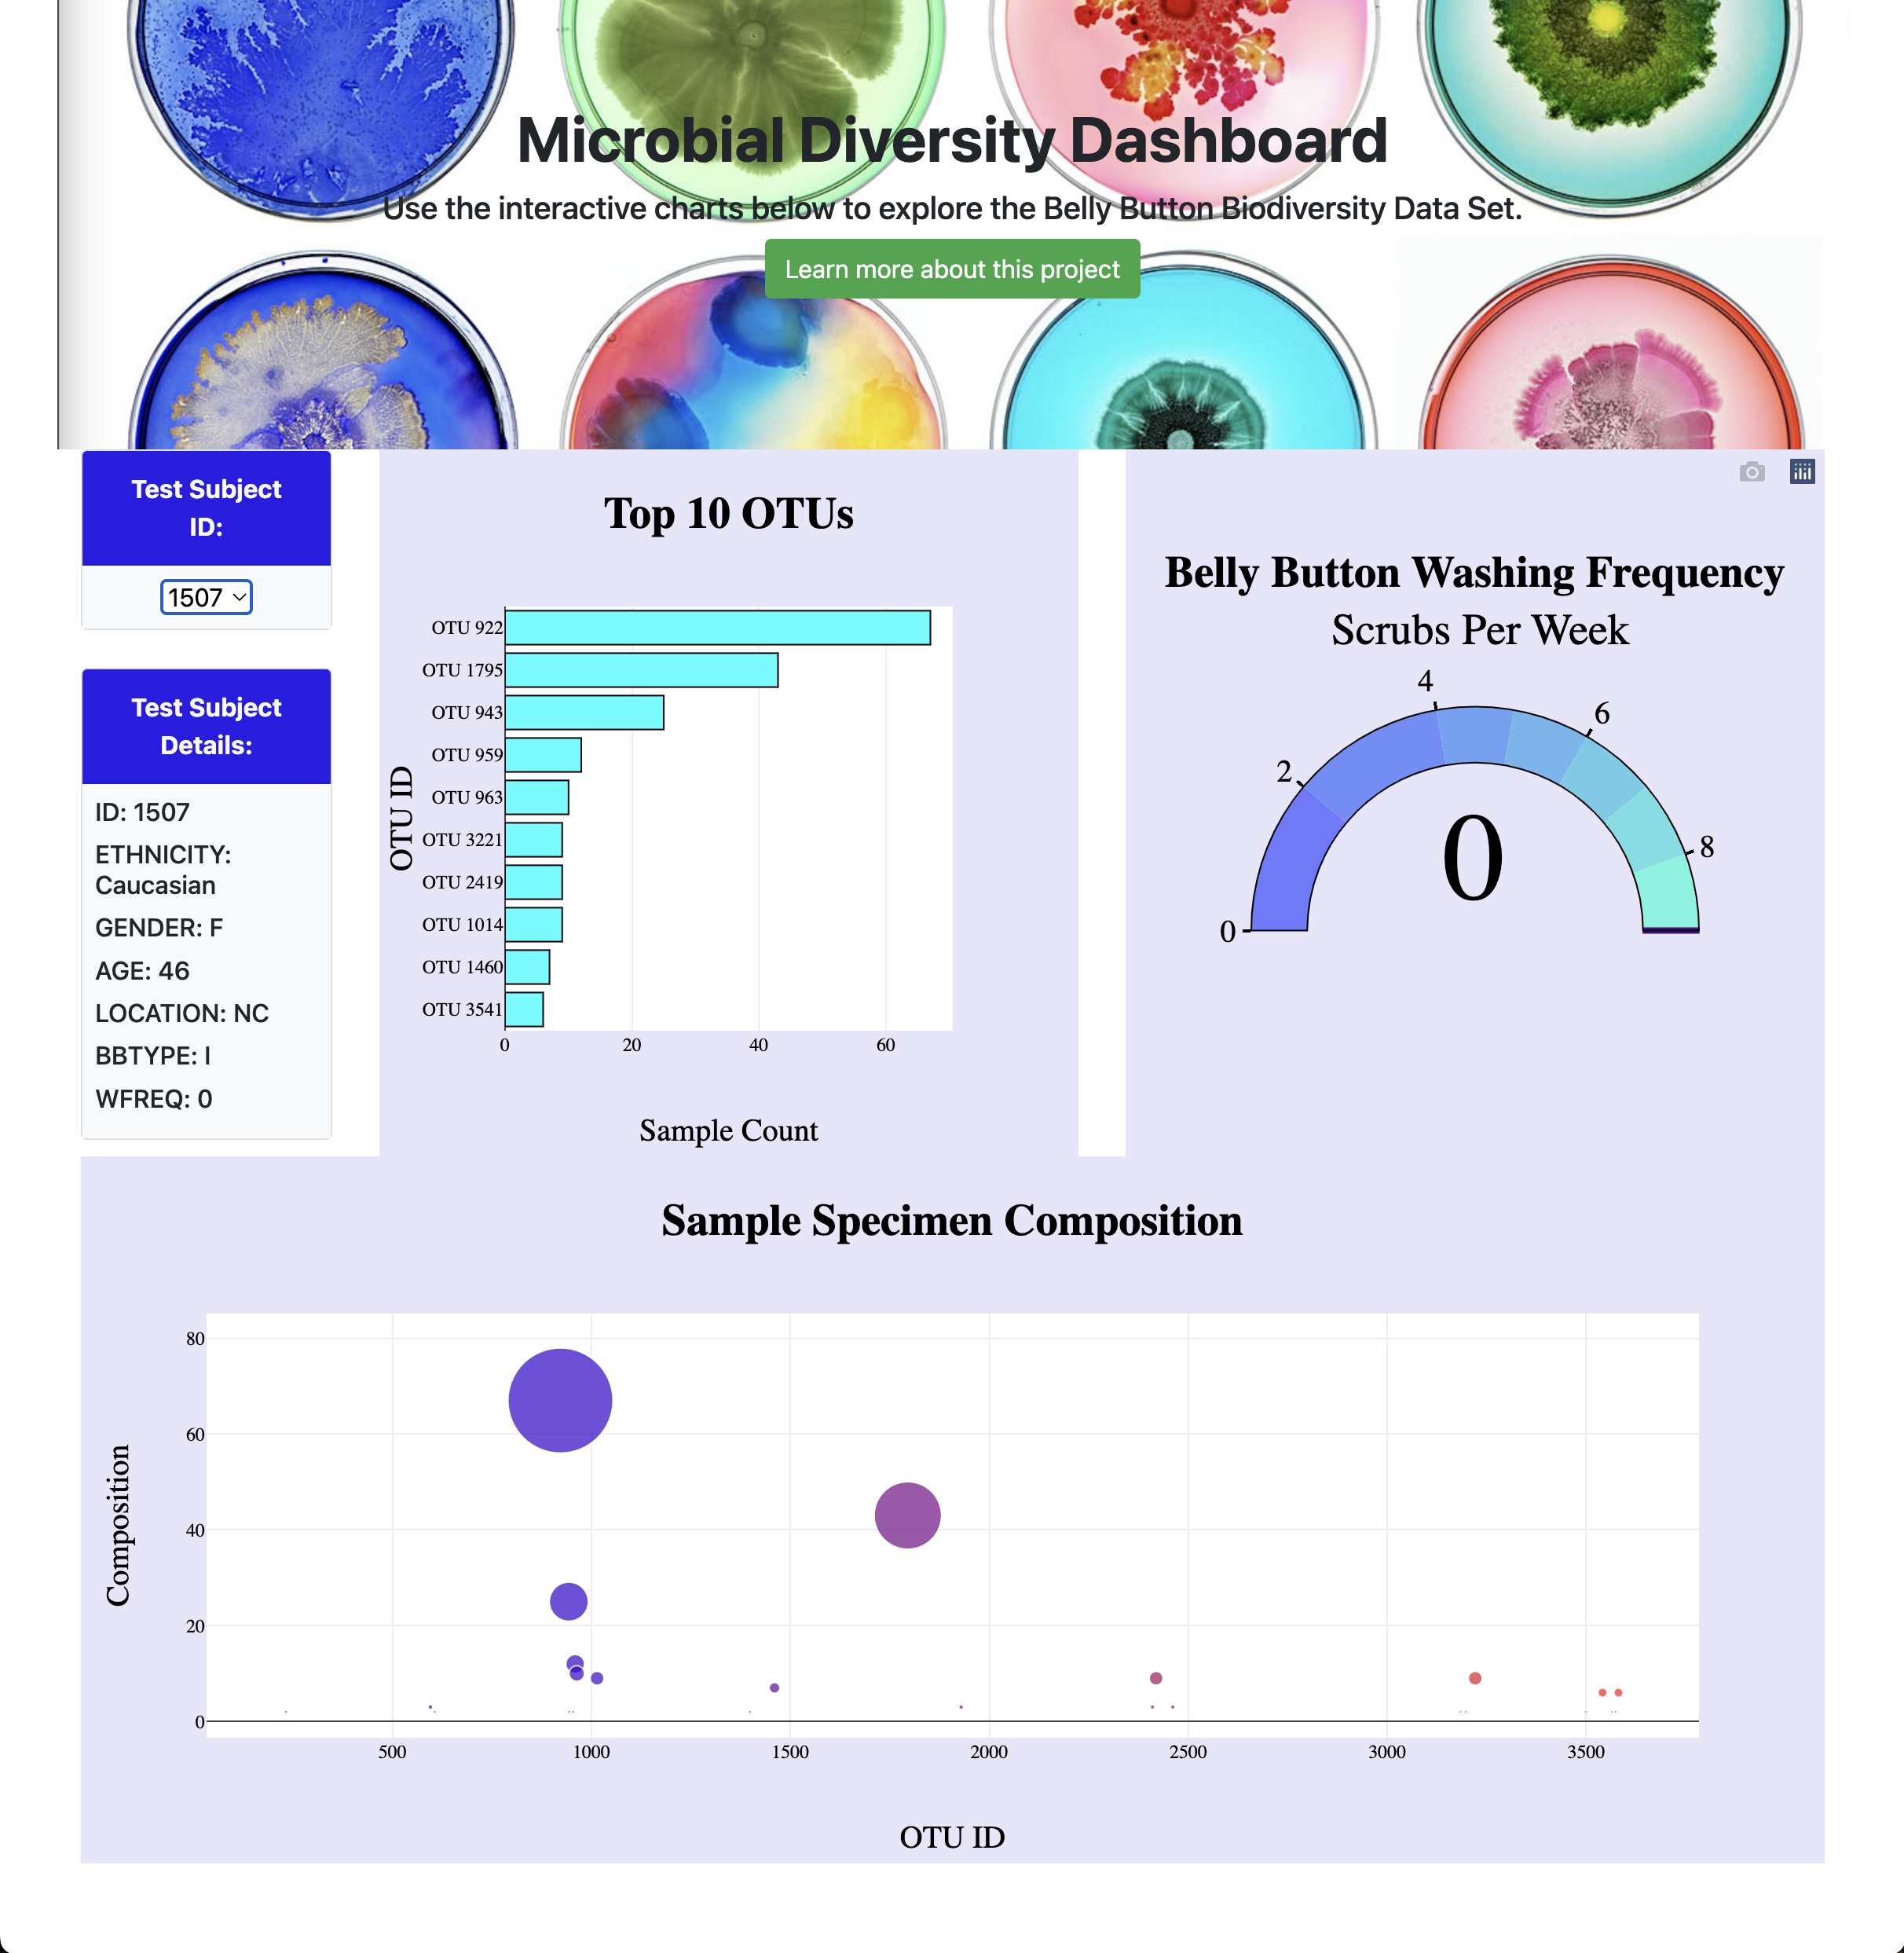 Microbial Diversity Dashboard
Use the interactive charts below to explore the Belly Button Biodiversity Data Set.
Learn more about this project
Test Subject
ID:
1507
Test Subject
Details:
ID: 1507
ETHNICITY:
Caucasian
GENDER: F
AGE: 46
LOCATION: NC
BBTYPE: I
WFREQ: 0
Top 10 OTUs
OTU ID
OTU 922
OTU 1795
OTU 943
OTU 959
OTU 963
OTU 3221
OTU 2419
OTU 1014
OTU 1460
OTU 3541
0 20 40 60
Sample Count
Belly Button Washing Frequency
Scrubs Per Week
0
2
4
6
8
0
Sample Specimen Composition
Composition
80
60
40
20
0
500 1000 1500 2000 2500 3000 3500
OTU ID